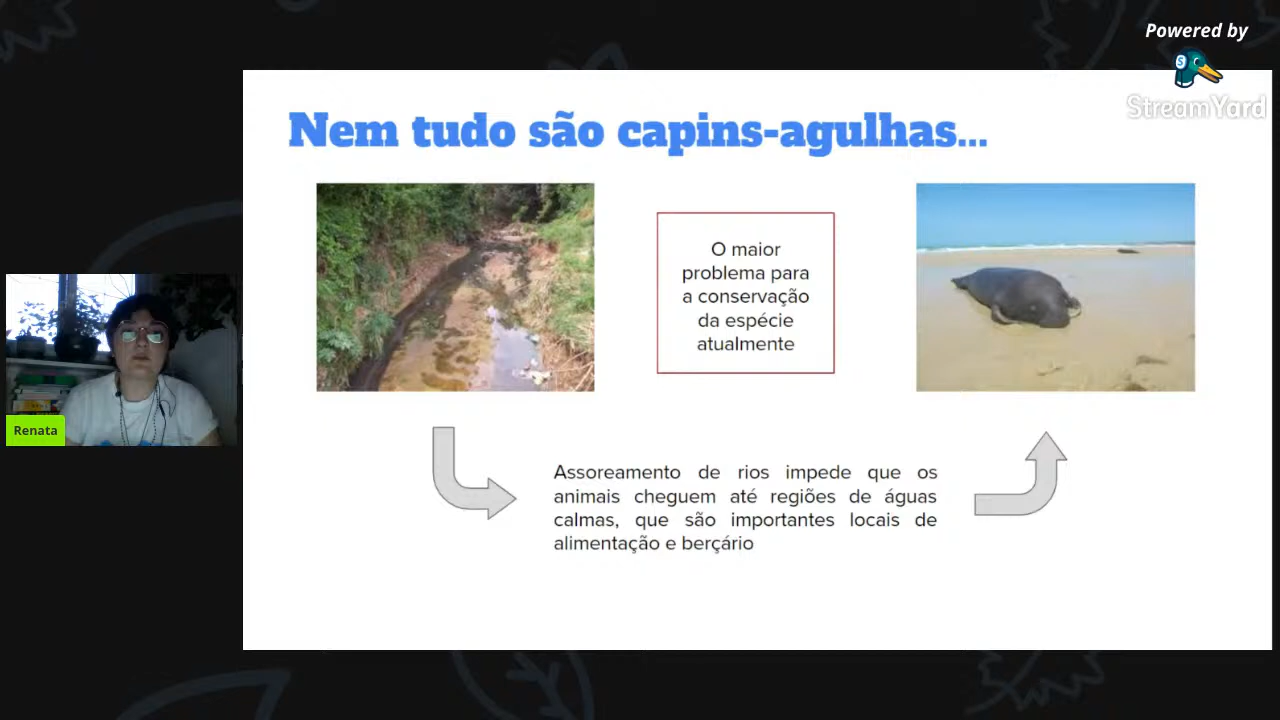 Powered by
StreamYard
Nem tudo são capins-agulhas...
O maior
problema para
a conservação
da espécie
atualmente
Renata
Assoreamento de rios impede que os
animais cheguem até regiões de águas
calmas, que são importantes locais de
alimentação e berçário